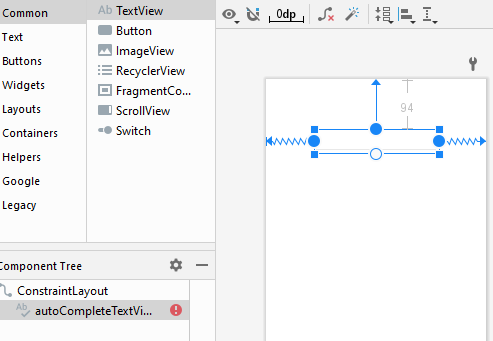 Common
Text
Buttons
Widgets
Layouts
Containers
Helpers
Google
Legacy
Ab TextView
Button
ImageView
RecyclerView
FragmentCo...
ScrollView
Switch
0dp
94
Component Tree
ConstraintLayout
Ab autoCompleteTextVi...